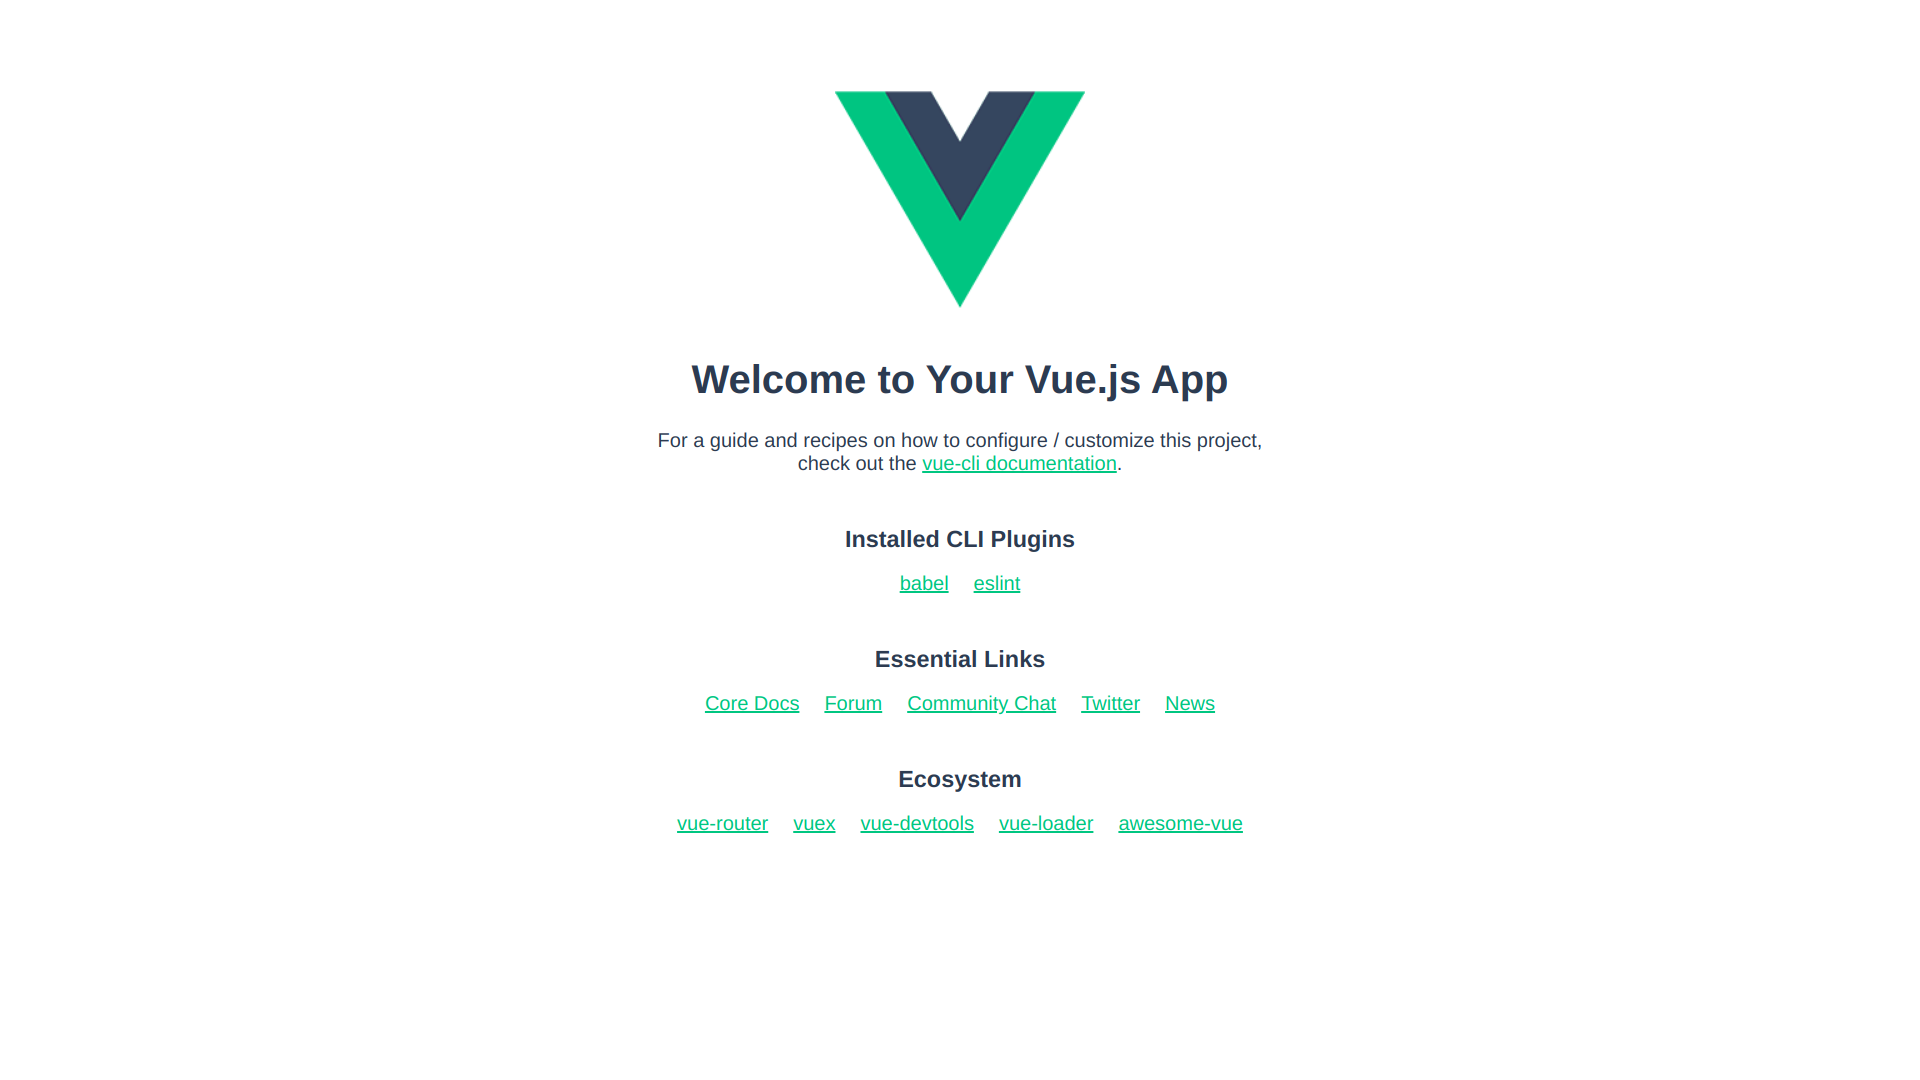 Welcome to Your Vue.js App
For a guide and recipes on how to configure / customize this project,
check out the vue-cli documentation.
Installed CLI Plugins
babel eslint
Essential Links
Core Docs Forum Community Chat Twitter News
Ecosystem
vue-router vuex vue-devtools vue-loader awesome-vue